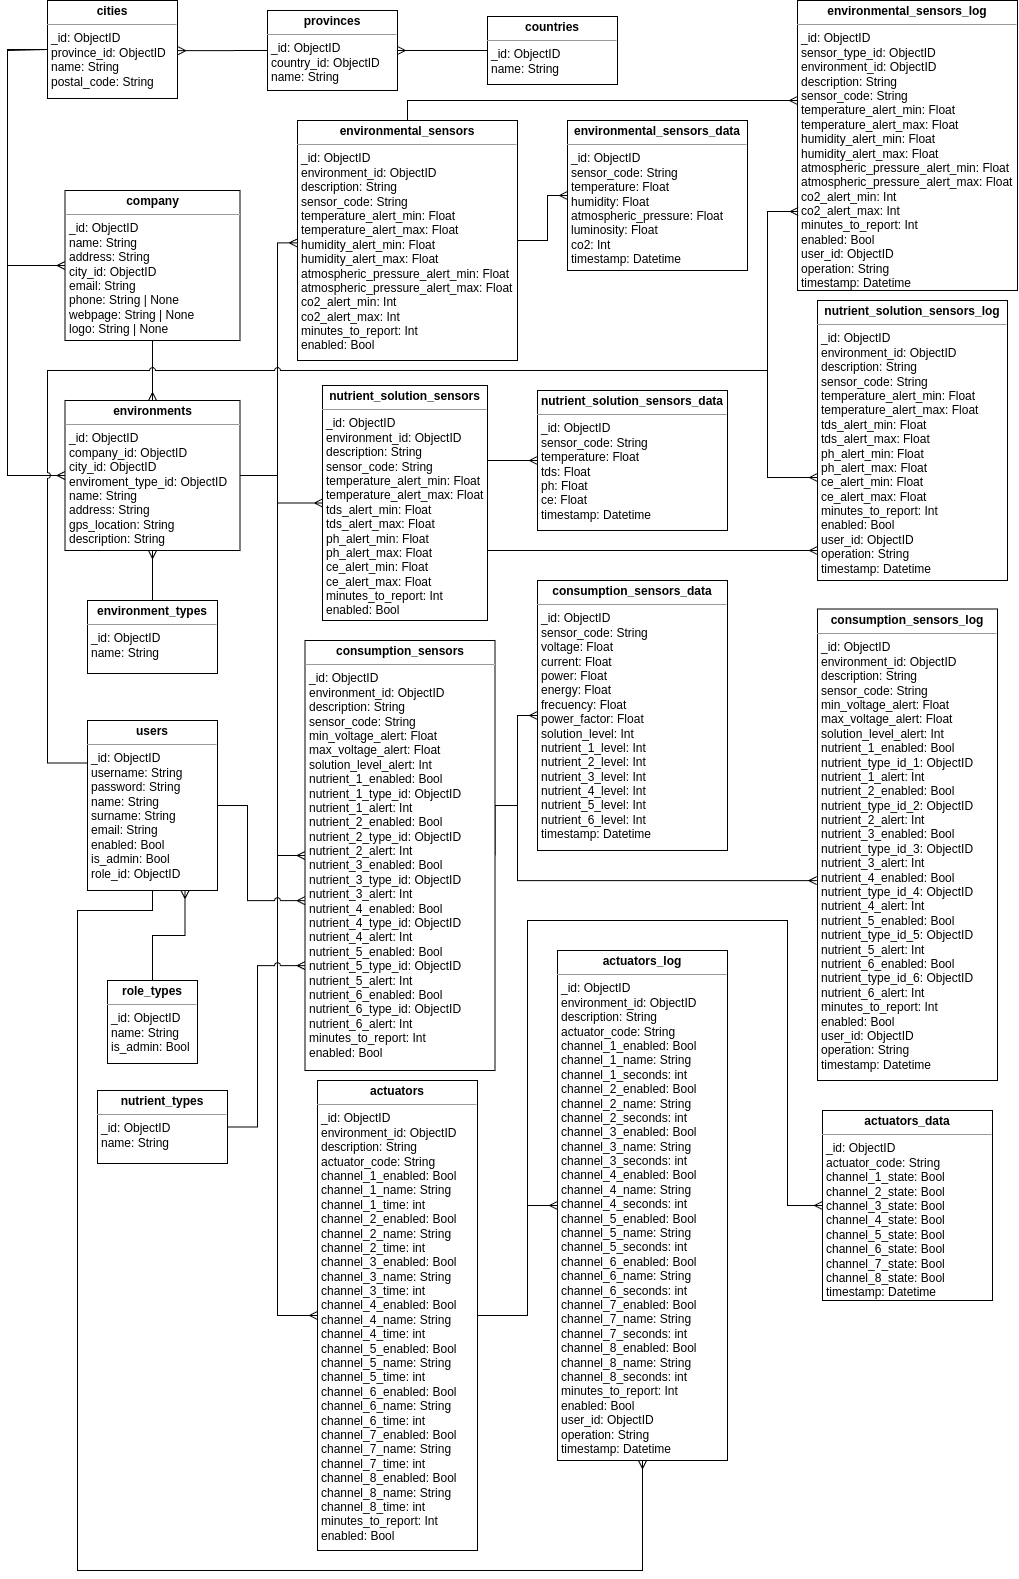 cities
_id: ObjectID
province_id: ObjectID
name: String
postal_code: String
provinces
_id: ObjectID
country_id: ObjectID
name: String
countries
_id: ObjectID
name: String
environmental_sensors_log
_id: ObjectID
sensor_type_id: ObjectID
environment_id: ObjectID
description: String
sensor_code: String
temperature_alert_min: Float
temperature_alert_max: Float
humidity_alert_min: Float
humidity_alert_max: Float
atmospheric_pressure_alert_min: Float
atmospheric_pressure_alert_max: Float
co2_alert_min: Int
co2_alert_max: Int
minutes_to_report: Int
enabled: Bool
user_id: ObjectID
operation: String
timestamp: Datetime
environmental_sensors
_id: ObjectID
environment_id: ObjectID
description: String
sensor_code: String
temperature_alert_min: Float
temperature_alert_max: Float
humidity_alert_min: Float
humidity_alert_max: Float
atmospheric_pressure_alert_min: Float
atmospheric_pressure_alert_max: Float
co2_alert_min: Int
co2_alert_max: Int
minutes_to_report: Int
enabled: Bool
environmental_sensors_data
_id: ObjectID
sensor_code: String
temperature: Float
humidity: Float
atmospheric_pressure: Float
luminosity: Float
co2: Int
timestamp: Datetime
company
_id: ObjectID
name: String
address: String
city_id: ObjectID
email: String
phone: String | None
webpage: String | None
logo: String | None
nutrient_solution_sensors_log
_id: ObjectID
environment_id: ObjectID
description: String
sensor_code: String
temperature_alert_min: Float
temperature_alert_max: Float
tds_alert_min: Float
tds_alert_max: Float
ph_alert_min: Float
ph_alert_max: Float
ce_alert_min: Float
ce_alert_max: Float
minutes_to_report: Int
enabled: Bool
user_id: ObjectID
operation: String
timestamp: Datetime
environments
_id: ObjectID
company_id: ObjectID
city_id: ObjectID
enviroment_type_id: ObjectID
name: String
address: String
gps_location: String
description: String
nutrient_solution_sensors
_id: ObjectID
environment_id: ObjectID
description: String
sensor_code: String
temperature_alert_min: Float
temperature_alert_max: Float
tds_alert_min: Float
tds_alert_max: Float
ph_alert_min: Float
ph_alert_max: Float
ce_alert_min: Float
ce_alert_max: Float
minutes_to_report: Int
enabled: Bool
nutrient_solution_sensors_data
_id: ObjectID
sensor_code: String
temperature: Float
tds: Float
ph: Float
ce: Float
timestamp: Datetime
environment_types
_id: ObjectID
name: String
consumption_sensors_data
_id: ObjectID
sensor_code: String
voltage: Float
current: Float
power: Float
energy: Float
frecuency: Float
power_factor: Float
solution_level: Int
nutrient_1_level: Int
nutrient_2_level: Int
nutrient_3_level: Int
nutrient_4_level: Int
nutrient_5_level: Int
nutrient_6_level: Int
timestamp: Datetime
consumption_sensors_log
_id: ObjectID
environment_id: ObjectID
description: String
sensor_code: String
min_voltage_alert: Float
max_voltage_alert: Float
solution_level_alert: Int
nutrient_1_enabled: Bool
nutrient_type_id_1: ObjectID
nutrient_1_alert: Int
nutrient_2_enabled: Bool
nutrient_type_id_2: ObjectID
nutrient_2_alert: Int
nutrient_3_enabled: Bool
nutrient_type_id_3: ObjectID
nutrient_3_alert: Int
nutrient_4_enabled: Bool
nutrient_type_id_4: ObjectID
nutrient_4_alert: Int
nutrient_5_enabled: Bool
nutrient_type_id_5: ObjectID
nutrient_5_alert: Int
nutrient_6_enabled: Bool
nutrient_type_id_6: ObjectID
nutrient_6_alert: Int
minutes_to_report: Int
enabled: Bool
user_id: ObjectID
operation: String
timestamp: Datetime
consumption_sensors
_id: ObjectID
environment_id: ObjectID
description: String
sensor_code: String
min_voltage_alert: Float
max_voltage_alert: Float
solution_level_alert: Int
nutrient_1_enabled: Bool
nutrient_1_type_id: ObjectID
nutrient_1_alert: Int
nutrient_2_enabled: Bool
nutrient_2_type_id: ObjectID
nutrient_2_alert: Int
nutrient_3_enabled: Bool
nutrient_3_type_id: ObjectID
nutrient_3_alert: Int
nutrient_4_enabled: Bool
nutrient_4_type_id: ObjectID
nutrient_4_alert: Int
nutrient_5_enabled: Bool
nutrient_5_type_id: ObjectID
nutrient_5_alert: Int
nutrient_6_enabled: Bool
nutrient_6_type_id: ObjectID
nutrient_6_alert: Int
minutes_to_report: Int
enabled: Bool
users
_id: ObjectID
username: String
password: String
name: String
surname: String
email: String
enabled: Bool
is_admin: Bool
role_id: ObjectID
role_types
_id: ObjectID
name: String
is_admin: Bool
nutrient_types
_id: ObjectID
name: String
actuators
_id: ObjectID
environment_id: ObjectID
description: String
actuator_code: String
channel_1_enabled: Bool
channel_1_name: String
channel_1_time: int
channel_2_enabled: Bool
channel_2_name: String
channel_2_time: int
channel_3_enabled: Bool
channel_3_name: String
channel_3_time: int
channel_4_enabled: Bool
channel_4_name: String
channel_4_time: int
channel_5_enabled: Bool
channel_5_name: String
channel_5_time: int
channel_6_enabled: Bool
channel_6_name: String
channel_6_time: int
channel_7_enabled: Bool
channel_7_name: String
channel_7_time: int
channel_8_enabled: Bool
channel_8_name: String
channel_8_time: int
minutes_to_report: Int
enabled: Bool
actuators_log
_id: ObjectID
environment_id: ObjectID
description: String
actuator_code: String
channel_1_enabled: Bool
channel_1_name: String
channel_1_seconds: int
channel_2_enabled: Bool
channel_2_name: String
channel_2_seconds: int
channel_3_enabled: Bool
channel_3_name: String
channel_3_seconds: int
channel_4_enabled: Bool
channel_4_name: String
channel_4_seconds: int
channel_5_enabled: Bool
channel_5_name: String
channel_5_seconds: int
channel_6_enabled: Bool
channel_6_name: String
channel_6_seconds: int
channel_7_enabled: Bool
channel_7_name: String
channel_7_seconds: int
channel_8_enabled: Bool
channel_8_name: String
channel_8_seconds: int
minutes_to_report: Int
enabled: Bool
user_id: ObjectID
operation: String
timestamp: Datetime
actuators_data
_id: ObjectID
actuator_code: String
channel_1_state: Bool
channel_2_state: Bool
channel_3_state: Bool
channel_4_state: Bool
channel_5_state: Bool
channel_6_state: Bool
channel_7_state: Bool
channel_8_state: Bool
timestamp: Datetime